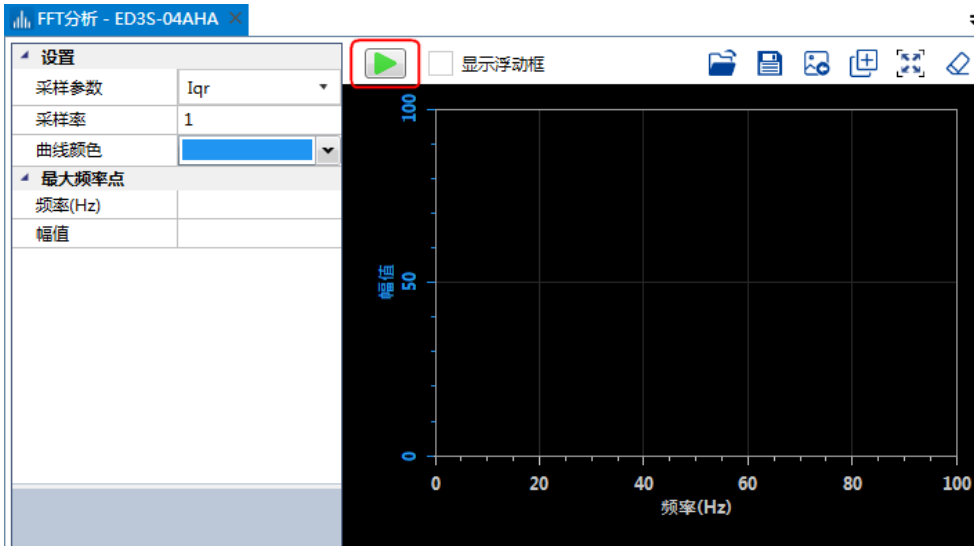 FFT分析 - ED3S-04AHA
设置
采样参数 Iqr
采样率 1
曲线颜色
最大频率点
频率(Hz)
幅值
显示浮动框
100
幅值
50
0
0 20 40 60 80 100
频率(Hz)